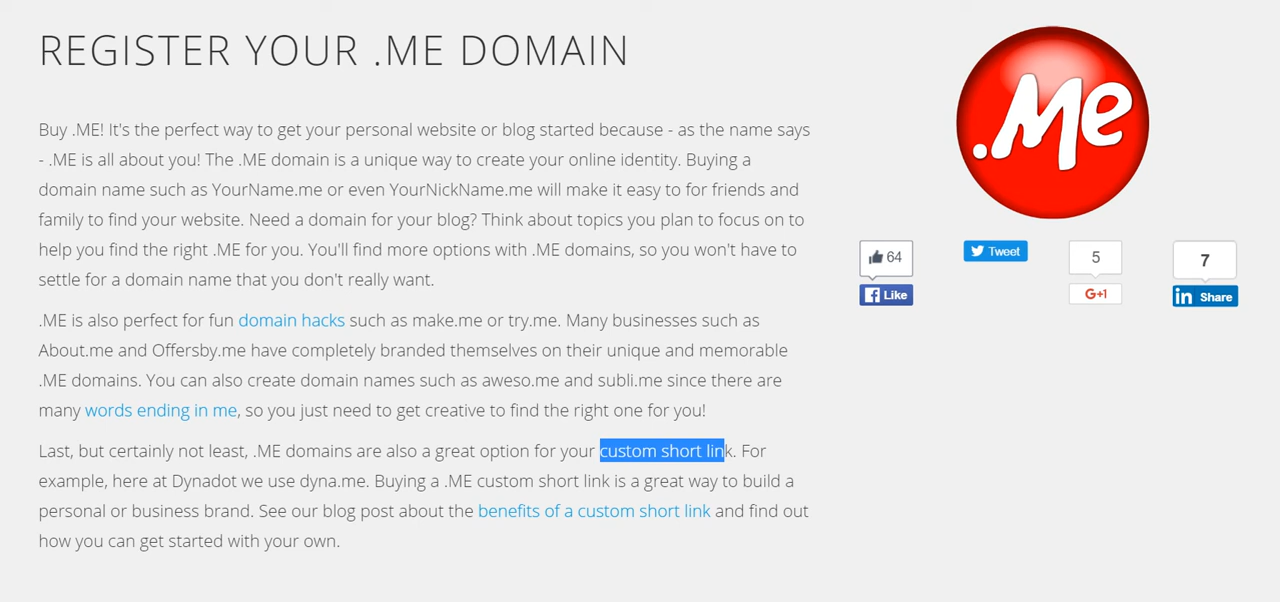 REGISTER YOUR .ME DOMAIN
Buy .ME! It's the perfect way to get your personal website or blog started because - as the name says
- .ME is all about you! The .ME domain is a unique way to create your online identity. Buying a
domain name such as YourName.me or even YourNickName.me will make it easy to for friends and
family to find your website. Need a domain for your blog? Think about topics you plan to focus on to
help you find the right .ME for you. You'll find more options with .ME domains, so you won't have to
settle for a domain name that you don't really want.
.ME is also perfect for fun domain hacks such as make.me or try.me. Many businesses such as
About.me and Offersby.me have completely branded themselves on their unique and memorable
.ME domains. You can also create domain names such as aweso.me and subli.me since there are
many words ending in me, so you just need to get creative to find the right one for you!
Last, but certainly not least, .ME domains are also a great option for your custom short link. For
example, here at Dynadot we use dyna.me. Buying a .ME custom short link is a great way to build a
personal or business brand. See our blog post about the benefits of a custom short link and find out
how you can get started with your own.
.Me
64
Like
Tweet
5
G+1
7
in Share